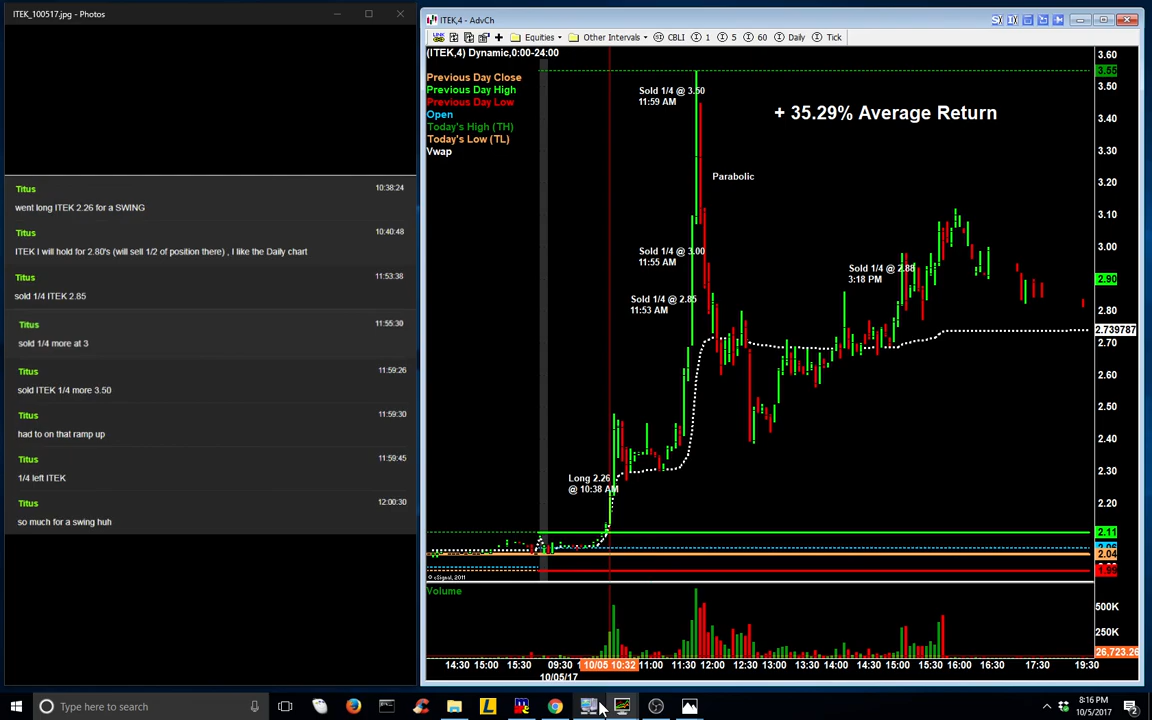 ITEK_100517.jpg - Photos
Titus
10:38:24
went long ITEK 2.26 for a SWING
Titus
10:40:48
ITEK I will hold for 2.80's (will sell 1/2 of position there) , I like the Daily chart
Titus
11:53:38
sold 1/4 ITEK 2.85
Titus
11:55:30
sold 1/4 more at 3
Titus
11:59:26
sold ITEK 1/4 more 3.50
Titus
11:59:30
had to on that ramp up
Titus
11:59:45
1/4 left ITEK
Titus
12:00:30
so much for a swing huh
ITEK,4 - AdvCh
Equities
Other Intervals
CBLI
1
5
60
Daily
Tick
(ITEK,4) Dynamic,0:00-24:00
Previous Day Close
Previous Day High
Previous Day Low
Open
Today's High (TH)
Today's Low (TL)
Vwap
Sold 1/4 @ 3.50
11:59 AM
+ 35.29% Average Return
Parabolic
Sold 1/4 @ 3.00
11:55 AM
Sold 1/4 @ 2.85
11:53 AM
Sold 1/4 @ 2.88
3:18 PM
Long 2.26
@ 10:38 AM
3.60
3.55
3.50
3.40
3.30
3.20
3.10
3.00
2.90
2.80
2.739787
2.70
2.60
2.50
2.40
2.30
2.20
2.11
2.04
© eSignal, 2011
Volume
500K
250K
26,723.26
14:30 15:00 15:30 09:30 10/05 10:32 11:00 11:30 12:00 12:30 13:00 13:30 14:00 14:30 15:00 15:30 16:00 16:30 17:30 19:30
10/05/17
Type here to search
8:16 PM
10/5/2017
2